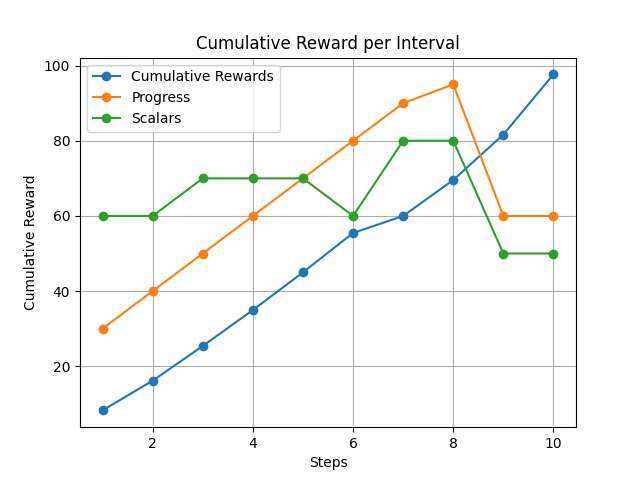 Cumulative Reward per Interval
Cumulative Rewards
Progress
Scalars
Cumulative Reward
100
80
60
40
20
2 4 6 8 10
Steps